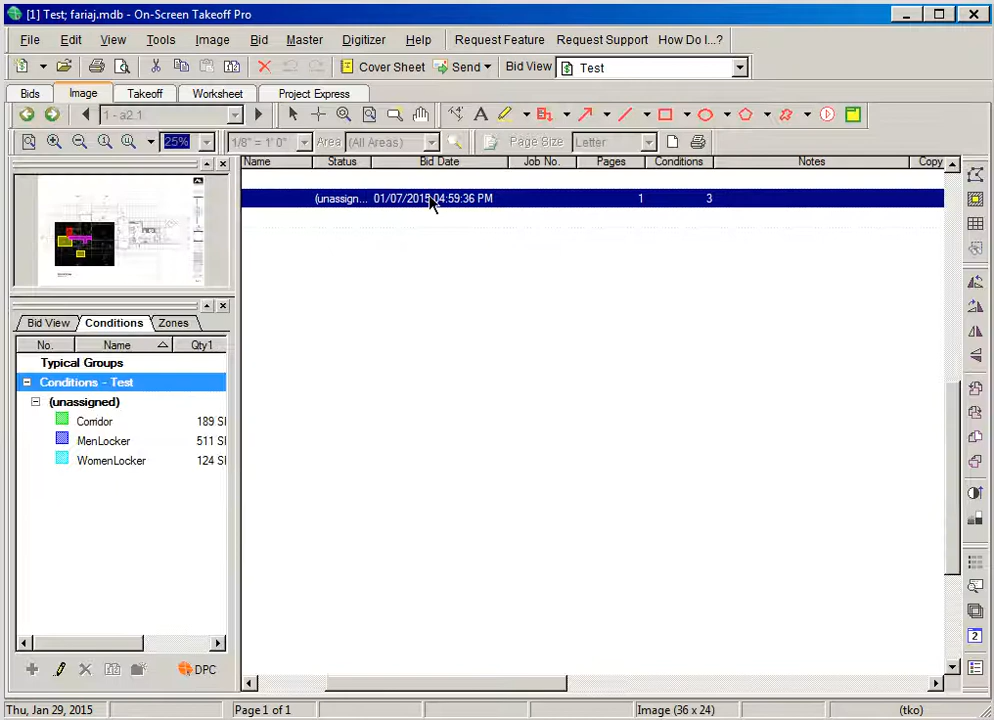 [1] Test; fariaj.mdb - On-Screen Takeoff Pro
File Edit View Tools Image Bid Master Digitizer Help Request Feature Request Support How Do I...?
Cover Sheet Send Bid View Test
Bids Image Takeoff Worksheet Project Express
1 - a2.1
25% 1/8" = 1' 0" Area (All Areas) Page Size Letter
Name Status Bid Date Job No. Pages Conditions Notes Copy
(unassign... 01/07/2015 04:59:36 PM 1 3
Bid View Conditions Zones
No. Name Qty1
Typical Groups
Conditions - Test
(unassigned)
Corridor 189 SF
MenLocker 511 SF
WomenLocker 124 SF
DPC
Thu, Jan 29, 2015 Page 1 of 1 Image (36 x 24) (tko)